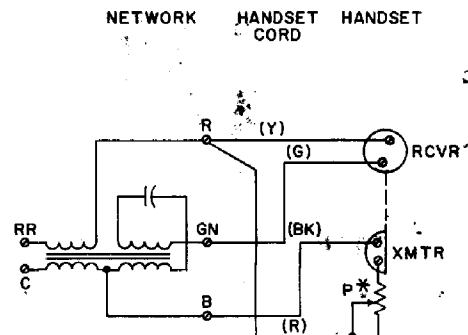 NETWORK HANDSET CORD HANDSET
R (Y) RCVR
(G)
RR GN (BK) XMTR
C P*
B (R)